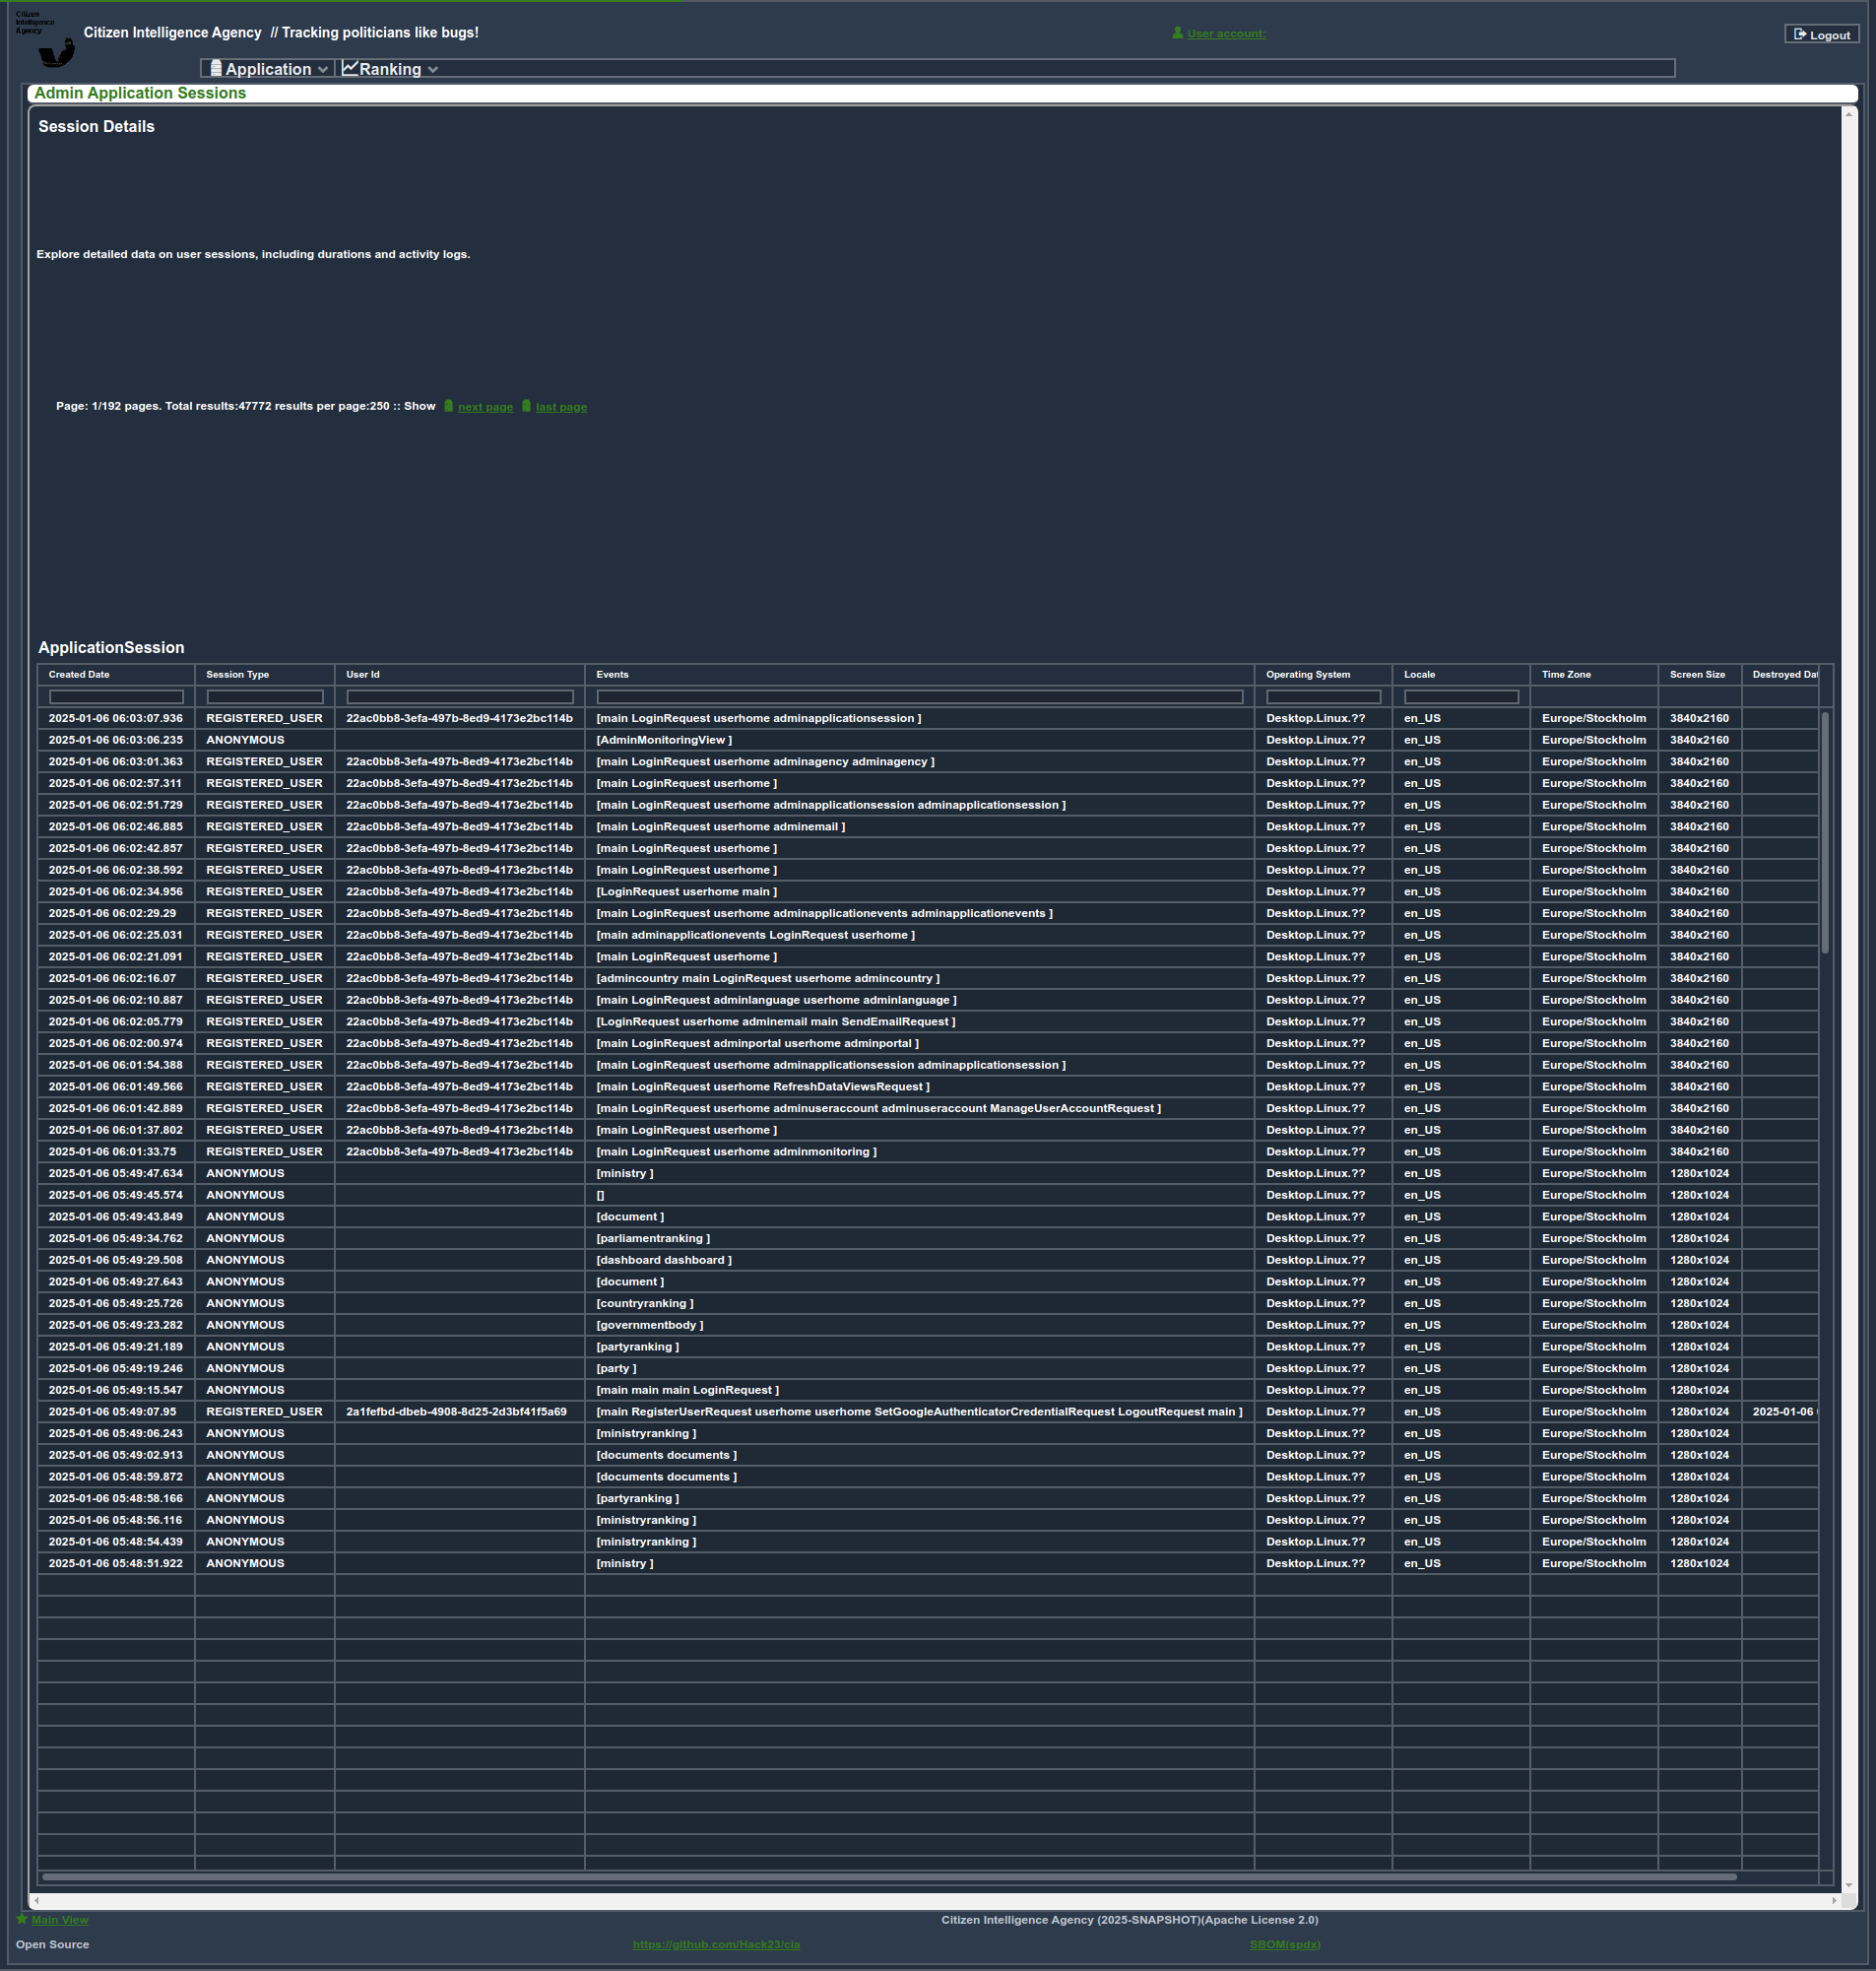 Citizen
Intelligence
Agency
Citizen Intelligence Agency // Tracking politicians like bugs!
User account:
Logout
Application Ranking
Admin Application Sessions
Session Details
Explore detailed data on user sessions, including durations and activity logs.
Page: 1/192 pages. Total results:47772 results per page:250 :: Show next page last page
ApplicationSession
Created Date Session Type User Id Events Operating System Locale Time Zone Screen Size Destroyed Dat
2025-01-06 06:03:07.936 REGISTERED_USER 22ac0bb8-3efa-497b-8ed9-4173e2bc114b [main LoginRequest userhome adminapplicationsession ] Desktop.Linux.?? en_US Europe/Stockholm 3840x2160
2025-01-06 06:03:06.235 ANONYMOUS [AdminMonitoringView ] Desktop.Linux.?? en_US Europe/Stockholm 3840x2160
2025-01-06 06:03:01.363 REGISTERED_USER 22ac0bb8-3efa-497b-8ed9-4173e2bc114b [main LoginRequest userhome adminagency adminagency ] Desktop.Linux.?? en_US Europe/Stockholm 3840x2160
2025-01-06 06:02:57.311 REGISTERED_USER 22ac0bb8-3efa-497b-8ed9-4173e2bc114b [main LoginRequest userhome ] Desktop.Linux.?? en_US Europe/Stockholm 3840x2160
2025-01-06 06:02:51.729 REGISTERED_USER 22ac0bb8-3efa-497b-8ed9-4173e2bc114b [main LoginRequest userhome adminapplicationsession adminapplicationsession ] Desktop.Linux.?? en_US Europe/Stockholm 3840x2160
2025-01-06 06:02:46.885 REGISTERED_USER 22ac0bb8-3efa-497b-8ed9-4173e2bc114b [main LoginRequest userhome adminemail ] Desktop.Linux.?? en_US Europe/Stockholm 3840x2160
2025-01-06 06:02:42.857 REGISTERED_USER 22ac0bb8-3efa-497b-8ed9-4173e2bc114b [main LoginRequest userhome ] Desktop.Linux.?? en_US Europe/Stockholm 3840x2160
2025-01-06 06:02:38.592 REGISTERED_USER 22ac0bb8-3efa-497b-8ed9-4173e2bc114b [main LoginRequest userhome ] Desktop.Linux.?? en_US Europe/Stockholm 3840x2160
2025-01-06 06:02:34.956 REGISTERED_USER 22ac0bb8-3efa-497b-8ed9-4173e2bc114b [LoginRequest userhome main ] Desktop.Linux.?? en_US Europe/Stockholm 3840x2160
2025-01-06 06:02:29.29 REGISTERED_USER 22ac0bb8-3efa-497b-8ed9-4173e2bc114b [main LoginRequest userhome adminapplicationevents adminapplicationevents ] Desktop.Linux.?? en_US Europe/Stockholm 3840x2160
2025-01-06 06:02:25.031 REGISTERED_USER 22ac0bb8-3efa-497b-8ed9-4173e2bc114b [main adminapplicationevents LoginRequest userhome ] Desktop.Linux.?? en_US Europe/Stockholm 3840x2160
2025-01-06 06:02:21.091 REGISTERED_USER 22ac0bb8-3efa-497b-8ed9-4173e2bc114b [main LoginRequest userhome ] Desktop.Linux.?? en_US Europe/Stockholm 3840x2160
2025-01-06 06:02:16.07 REGISTERED_USER 22ac0bb8-3efa-497b-8ed9-4173e2bc114b [admincountry main LoginRequest userhome admincountry ] Desktop.Linux.?? en_US Europe/Stockholm 3840x2160
2025-01-06 06:02:10.887 REGISTERED_USER 22ac0bb8-3efa-497b-8ed9-4173e2bc114b [main LoginRequest adminlanguage userhome adminlanguage ] Desktop.Linux.?? en_US Europe/Stockholm 3840x2160
2025-01-06 06:02:05.779 REGISTERED_USER 22ac0bb8-3efa-497b-8ed9-4173e2bc114b [LoginRequest userhome adminemail main SendEmailRequest ] Desktop.Linux.?? en_US Europe/Stockholm 3840x2160
2025-01-06 06:02:00.974 REGISTERED_USER 22ac0bb8-3efa-497b-8ed9-4173e2bc114b [main LoginRequest adminportal userhome adminportal ] Desktop.Linux.?? en_US Europe/Stockholm 3840x2160
2025-01-06 06:01:54.388 REGISTERED_USER 22ac0bb8-3efa-497b-8ed9-4173e2bc114b [main LoginRequest userhome adminapplicationsession adminapplicationsession ] Desktop.Linux.?? en_US Europe/Stockholm 3840x2160
2025-01-06 06:01:49.566 REGISTERED_USER 22ac0bb8-3efa-497b-8ed9-4173e2bc114b [main LoginRequest userhome RefreshDataViewsRequest ] Desktop.Linux.?? en_US Europe/Stockholm 3840x2160
2025-01-06 06:01:42.889 REGISTERED_USER 22ac0bb8-3efa-497b-8ed9-4173e2bc114b [main LoginRequest userhome adminuseraccount adminuseraccount ManageUserAccountRequest ] Desktop.Linux.?? en_US Europe/Stockholm 3840x2160
2025-01-06 06:01:37.802 REGISTERED_USER 22ac0bb8-3efa-497b-8ed9-4173e2bc114b [main LoginRequest userhome ] Desktop.Linux.?? en_US Europe/Stockholm 3840x2160
2025-01-06 06:01:33.75 REGISTERED_USER 22ac0bb8-3efa-497b-8ed9-4173e2bc114b [main LoginRequest userhome adminmonitoring ] Desktop.Linux.?? en_US Europe/Stockholm 3840x2160
2025-01-06 05:49:47.634 ANONYMOUS [ministry ] Desktop.Linux.?? en_US Europe/Stockholm 1280x1024
2025-01-06 05:49:45.574 ANONYMOUS [] Desktop.Linux.?? en_US Europe/Stockholm 1280x1024
2025-01-06 05:49:43.849 ANONYMOUS [document ] Desktop.Linux.?? en_US Europe/Stockholm 1280x1024
2025-01-06 05:49:34.762 ANONYMOUS [parliamentranking ] Desktop.Linux.?? en_US Europe/Stockholm 1280x1024
2025-01-06 05:49:29.508 ANONYMOUS [dashboard dashboard ] Desktop.Linux.?? en_US Europe/Stockholm 1280x1024
2025-01-06 05:49:27.643 ANONYMOUS [document ] Desktop.Linux.?? en_US Europe/Stockholm 1280x1024
2025-01-06 05:49:25.726 ANONYMOUS [countryranking ] Desktop.Linux.?? en_US Europe/Stockholm 1280x1024
2025-01-06 05:49:23.282 ANONYMOUS [governmentbody ] Desktop.Linux.?? en_US Europe/Stockholm 1280x1024
2025-01-06 05:49:21.189 ANONYMOUS [partyranking ] Desktop.Linux.?? en_US Europe/Stockholm 1280x1024
2025-01-06 05:49:19.246 ANONYMOUS [party ] Desktop.Linux.?? en_US Europe/Stockholm 1280x1024
2025-01-06 05:49:15.547 ANONYMOUS [main main main LoginRequest ] Desktop.Linux.?? en_US Europe/Stockholm 1280x1024
2025-01-06 05:49:07.95 REGISTERED_USER 2a1fefbd-dbeb-4908-8d25-2d3bf41f5a69 [main RegisterUserRequest userhome userhome SetGoogleAuthenticatorCredentialRequest LogoutRequest main ] Desktop.Linux.?? en_US Europe/Stockholm 1280x1024 2025-01-06
2025-01-06 05:49:06.243 ANONYMOUS [ministryranking ] Desktop.Linux.?? en_US Europe/Stockholm 1280x1024
2025-01-06 05:49:02.913 ANONYMOUS [documents documents ] Desktop.Linux.?? en_US Europe/Stockholm 1280x1024
2025-01-06 05:48:59.872 ANONYMOUS [documents documents ] Desktop.Linux.?? en_US Europe/Stockholm 1280x1024
2025-01-06 05:48:58.166 ANONYMOUS [partyranking ] Desktop.Linux.?? en_US Europe/Stockholm 1280x1024
2025-01-06 05:48:56.116 ANONYMOUS [ministryranking ] Desktop.Linux.?? en_US Europe/Stockholm 1280x1024
2025-01-06 05:48:54.439 ANONYMOUS [ministryranking ] Desktop.Linux.?? en_US Europe/Stockholm 1280x1024
2025-01-06 05:48:51.922 ANONYMOUS [ministry ] Desktop.Linux.?? en_US Europe/Stockholm 1280x1024
Main View Citizen Intelligence Agency (2025-SNAPSHOT)(Apache License 2.0)
Open Source https://github.com/Hack23/cia SBOM(spdx)